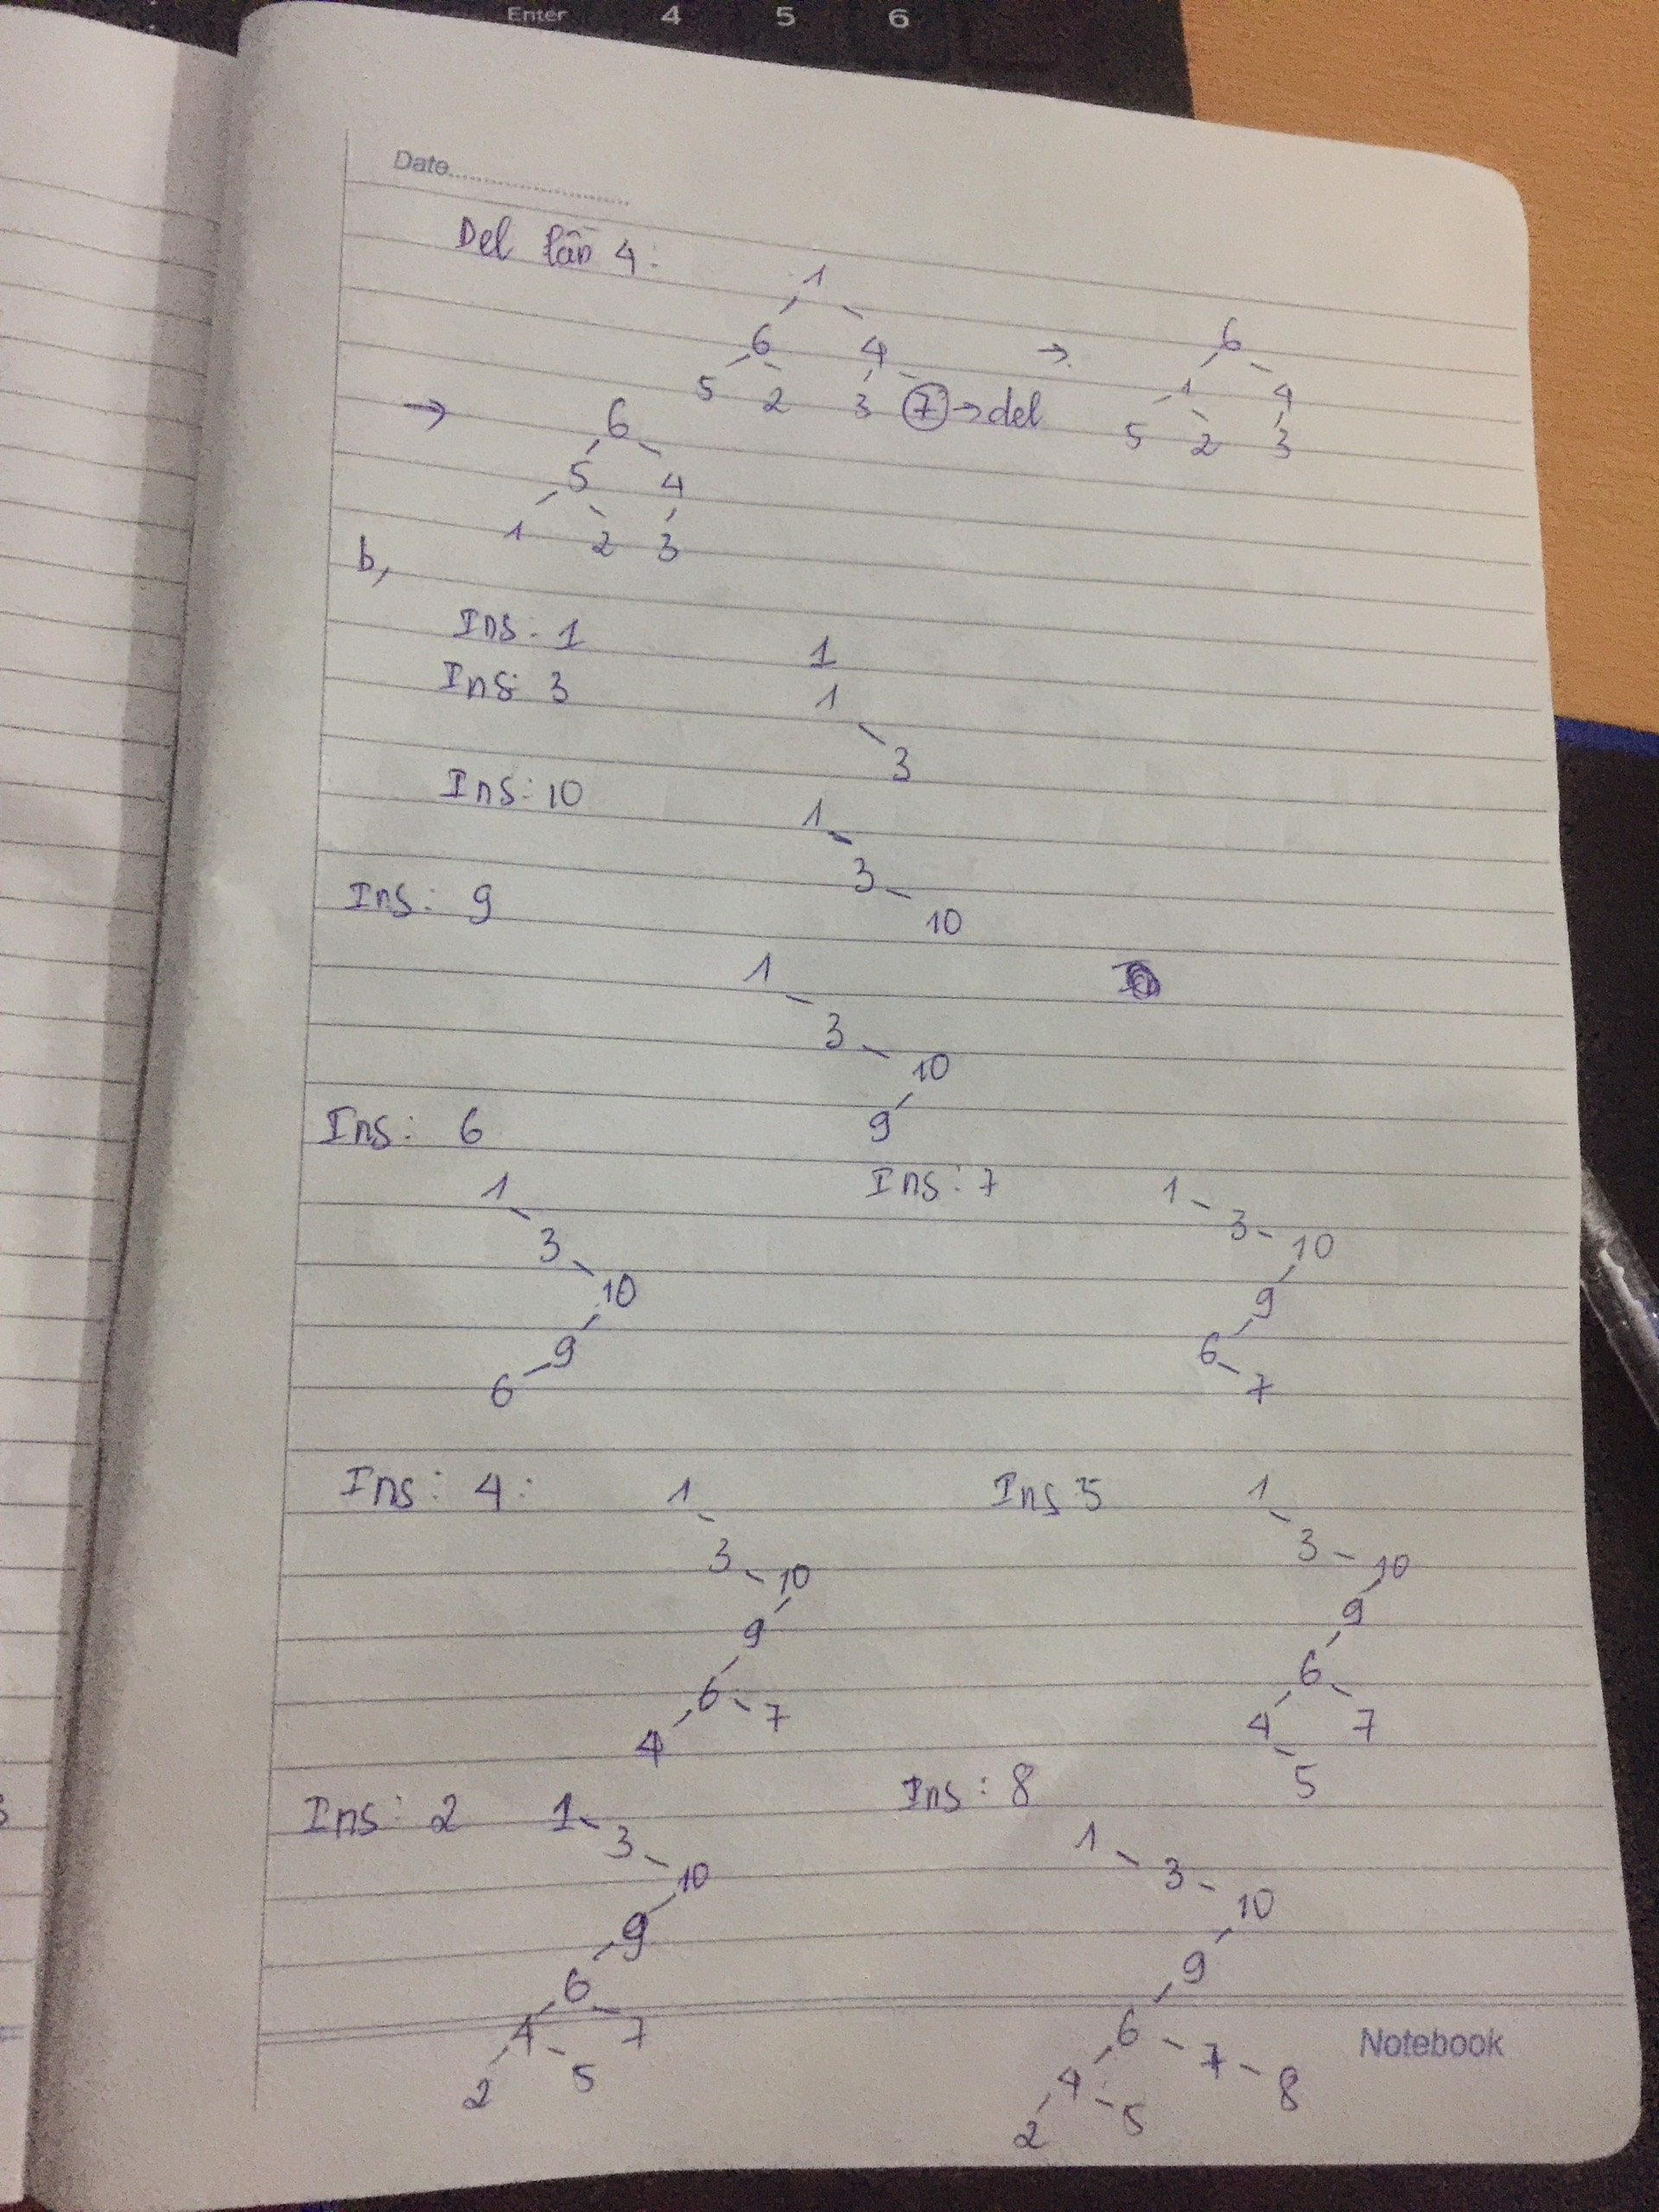 Enter 4 5 6
Date
Del lần 4:
1
6 4 → 6
5 2 3 7 → del 1 4
5 2 3
→ 6
5 4
1 2 3
b,
Ins: 1 1
Ins: 3 1
3
Ins: 10 1
3
Ins: 9 10
1
3
10
Ins: 6 9
Ins: 7 1
1 3
3 10
10 9
9 6
6 7
Ins: 4: 1 Ins 5 1
3 3
10 10
9 9
6 6
7 4 7
4 5
Ins: 2 1 Ins: 8
3 1
10 3
9 10
6 9
4 7 6
2 5 4 7 8
2 5
Notebook